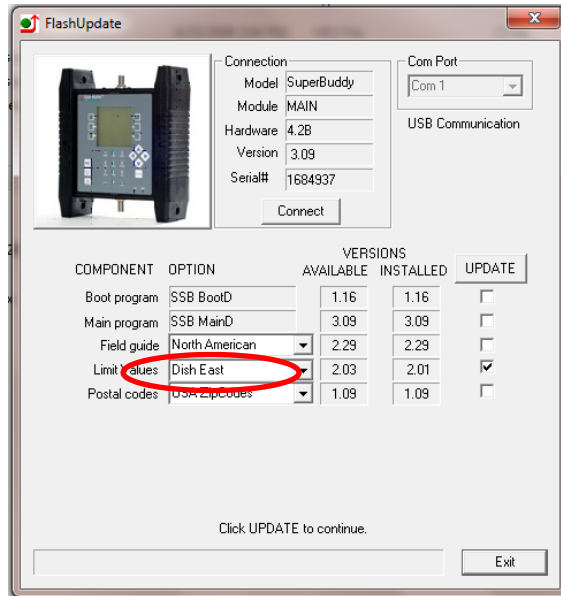 FlashUpdate
Connection
Model SuperBuddy
Module MAIN
Hardware 4.2B
Version 3.09
Serial# 1684937
Connect
Com Port
Com 1
USB Communication
VERSIONS
COMPONENT OPTION AVAILABLE INSTALLED UPDATE
Boot program SSB BootD 1.16 1.16
Main program SSB MainD 3.09 3.09
Field guide North American 2.29 2.29
Limit Values Dish East 2.03 2.01
Postal codes USA ZipCodes 1.09 1.09
Click UPDATE to continue.
Exit